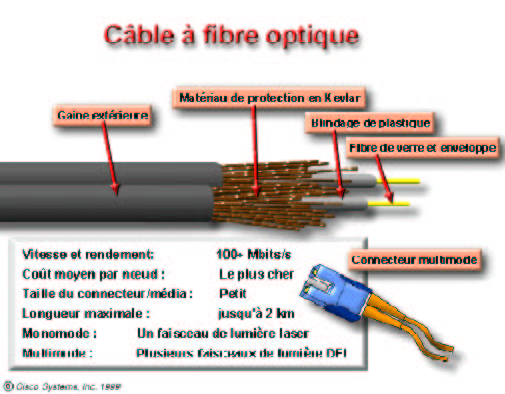 Câble à fibre optique
Matériau de protection en Kevlar
Gaine extérieure
Blindage de plastique
Fibre de verre et enveloppe
Vitesse et rendement: 100+ Mbits/s
Connecteur multimode
Coût moyen par nœud : Le plus cher
Taille du connecteur/média : Petit
Longueur maximale : jusqu'à 2 km
Monomode : Un faisceau de lumière laser
Multimode : Plusieurs faisceaux de lumière DEL
© Cisco Systems, Inc. 1999